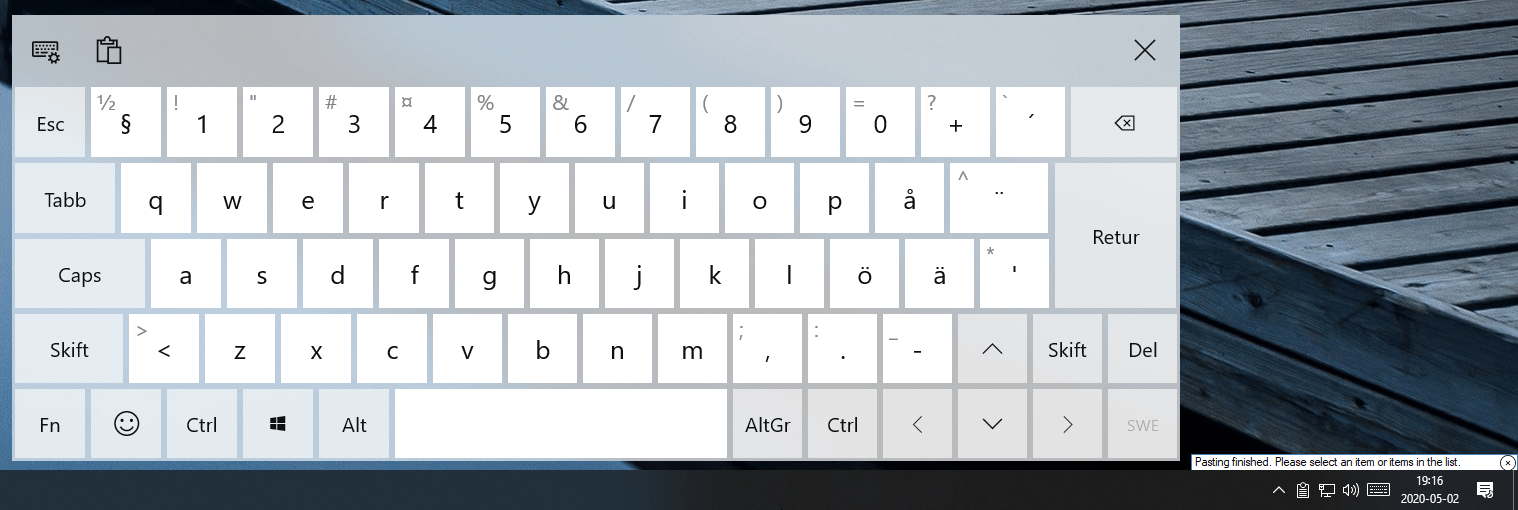 ½ § ! 1 " 2 # 3 ¤ 4 % 5 & 6 / 7 ( 8 ) 9 = 0 ? + ` ´
Esc
Tabb q w e r t y u i o p å ^ ¨
Retur
Caps a s d f g h j k l ö ä * '
Skift > < z x c v b n m ; , : . _ - Skift Del
Fn Ctrl Alt AltGr Ctrl SWE
Pasting finished. Please select an item or items in the list.
19:16
2020-05-02